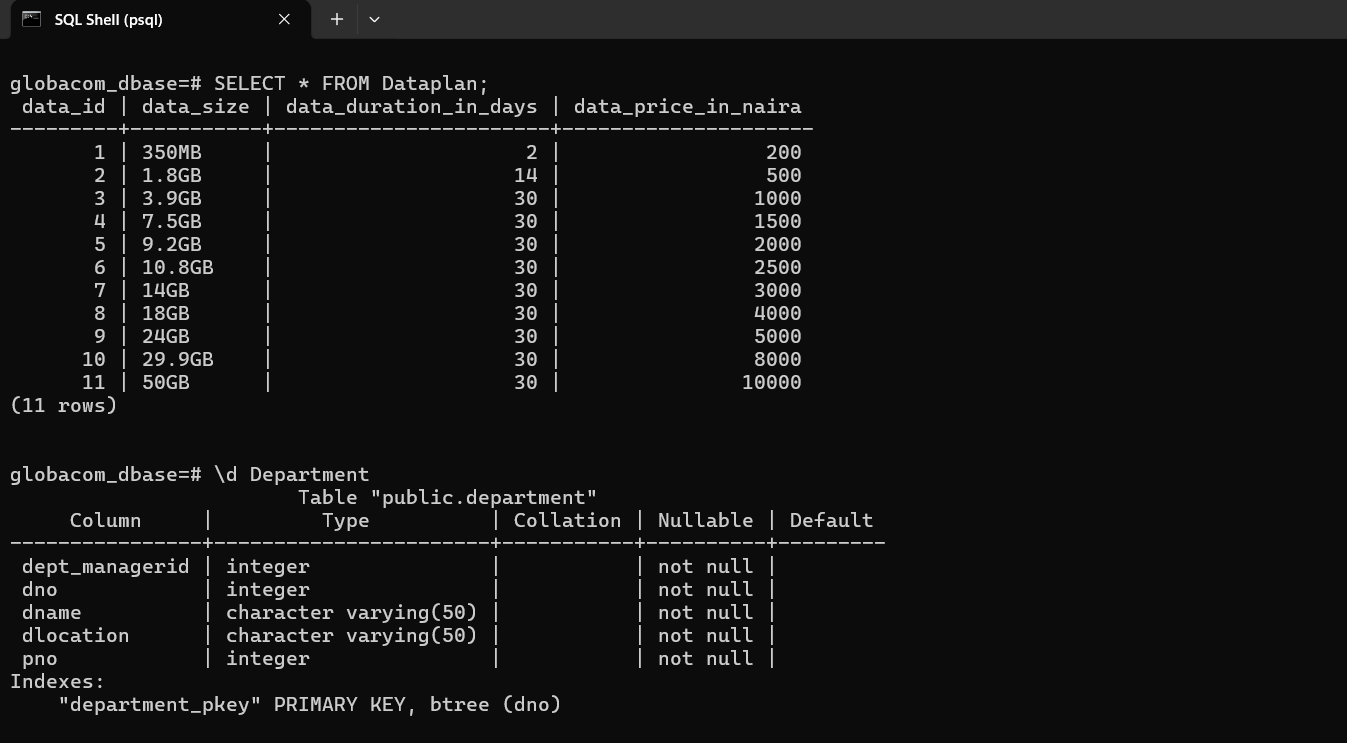 SQL Shell (psql)
globacom_dbase=# SELECT * FROM Dataplan;
 data_id | data_size | data_duration_in_days | data_price_in_naira
---------+-----------+-----------------------+---------------------
       1 | 350MB     |                     2 |                 200
       2 | 1.8GB     |                    14 |                 500
       3 | 3.9GB     |                    30 |                1000
       4 | 7.5GB     |                    30 |                1500
       5 | 9.2GB     |                    30 |                2000
       6 | 10.8GB    |                    30 |                2500
       7 | 14GB      |                    30 |                3000
       8 | 18GB      |                    30 |                4000
       9 | 24GB      |                    30 |                5000
      10 | 29.9GB    |                    30 |                8000
      11 | 50GB      |                    30 |               10000
(11 rows)
globacom_dbase=# \d Department
                        Table "public.department"
     Column     |         Type          | Collation | Nullable | Default
----------------+-----------------------+-----------+----------+---------
 dept_managerid | integer               |           | not null |
 dno            | integer               |           | not null |
 dname          | character varying(50) |           | not null |
 dlocation      | character varying(50) |           | not null |
 pno            | integer               |           | not null |
Indexes:
    "department_pkey" PRIMARY KEY, btree (dno)